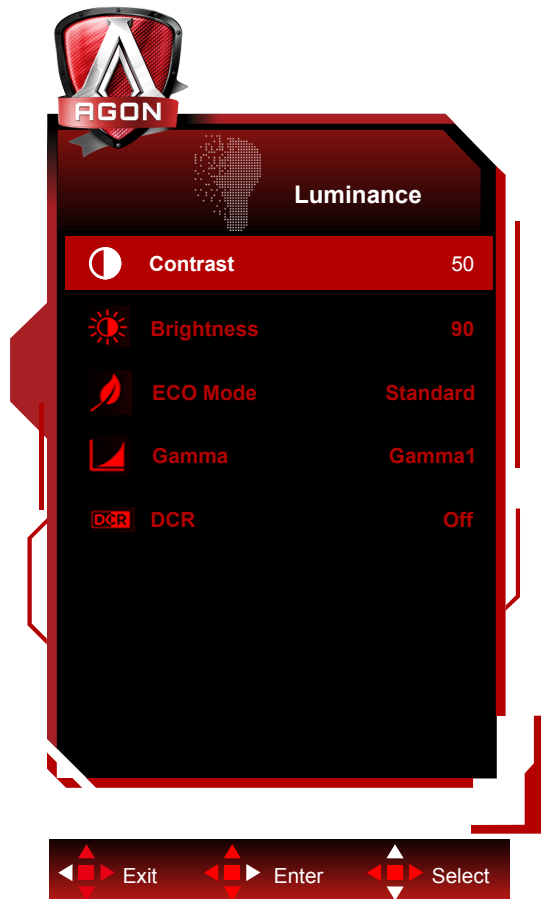 AGON
Luminance
Contrast 50
Brightness 90
ECO Mode Standard
Gamma Gamma1
DCR DCR Off
Exit Enter Select